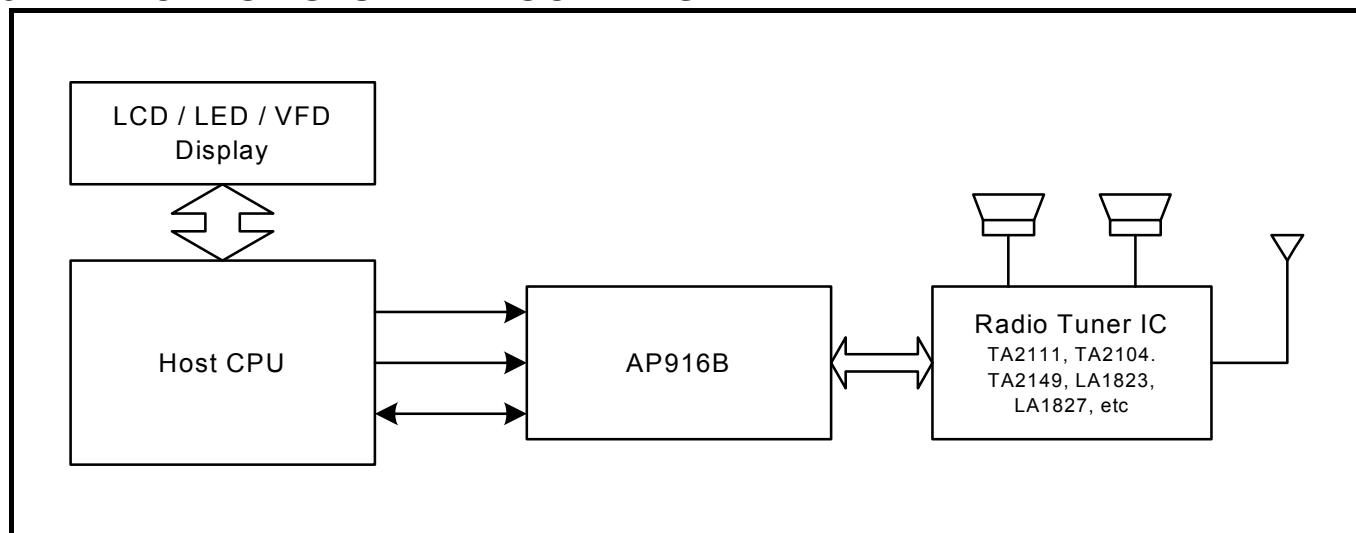 LCD / LED / VFD
Display
Host CPU
AP916B
Radio Tuner IC
TA2111, TA2104.
TA2149, LA1823,
LA1827, etc